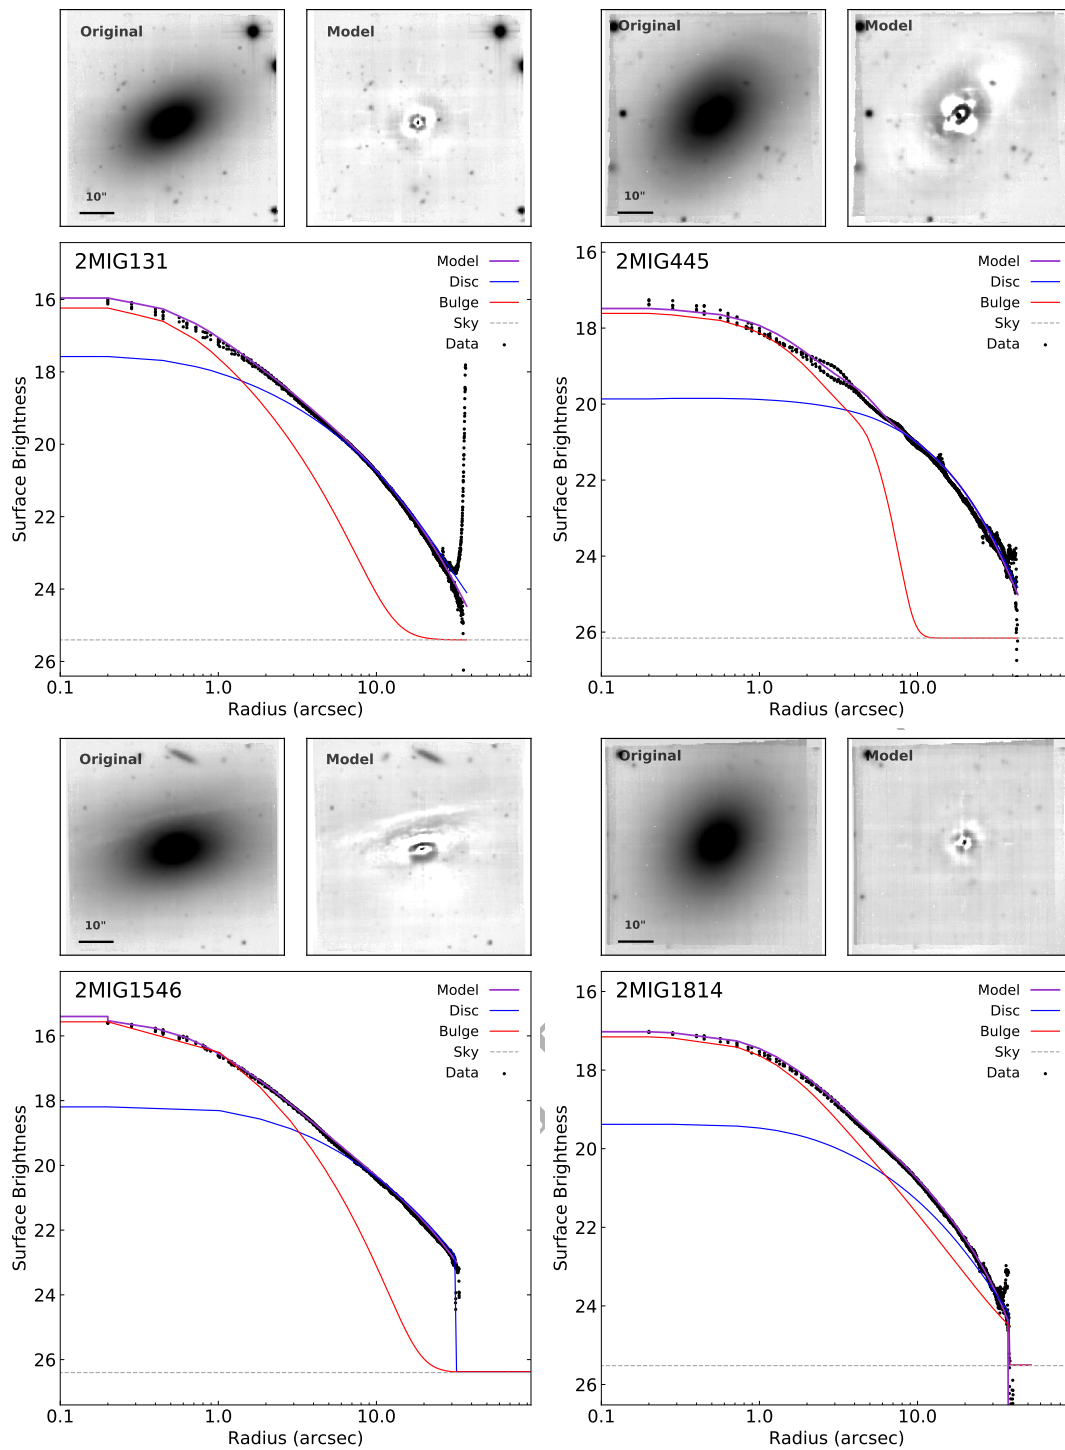 Original
Model
10"
Original
Model
10"
2MIG131
Model
Disc
Bulge
Sky
Data
Surface Brightness
16
18
20
22
24
26
0.1
1.0
10.0
Radius (arcsec)
2MIG445
Model
Disc
Bulge
Sky
Data
Surface Brightness
16
18
20
22
24
26
0.1
1.0
10.0
Radius (arcsec)
Original
Model
10"
Original
Model
10"
2MIG1546
Model
Disc
Bulge
Sky
Data
Surface Brightness
16
18
20
22
24
26
0.1
1.0
10.0
Radius (arcsec)
2MIG1814
Model
Disc
Bulge
Sky
Data
Surface Brightness
16
18
20
22
24
26
0.1
1.0
10.0
Radius (arcsec)